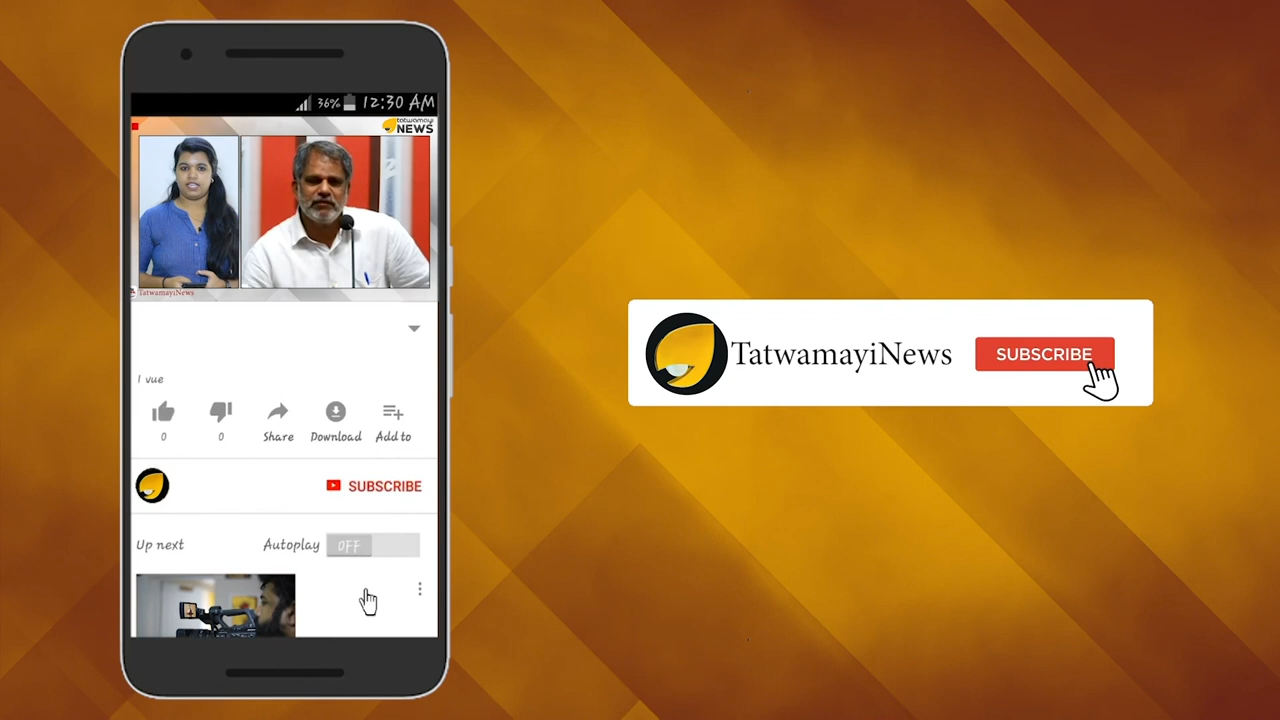 36% 12:30 AM
tatwamayi
NEWS
TatwamayiNews
1 vue
0 0 Share Download Add to
SUBSCRIBE
Up next Autoplay OFF
TatwamayiNews SUBSCRIBE